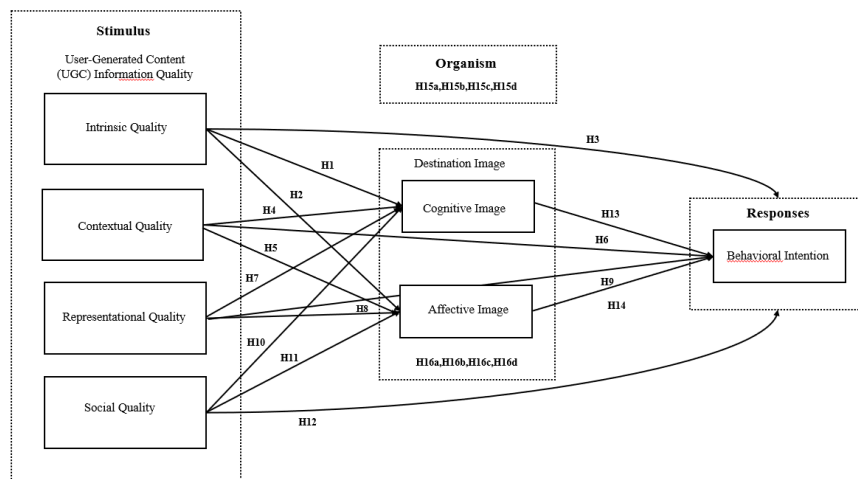 Stimulus
User-Generated Content
(UGC) Information Quality
Intrinsic Quality
Contextual Quality
Representational Quality
Social Quality
Organism
H15a,H15b,H15c,H15d
Destination Image
Cognitive Image
Affective Image
H16a,H16b,H16c,H16d
Responses
Behavioral Intention
H1
H2
H3
H4
H5
H6
H7
H8
H9
H10
H11
H12
H13
H14